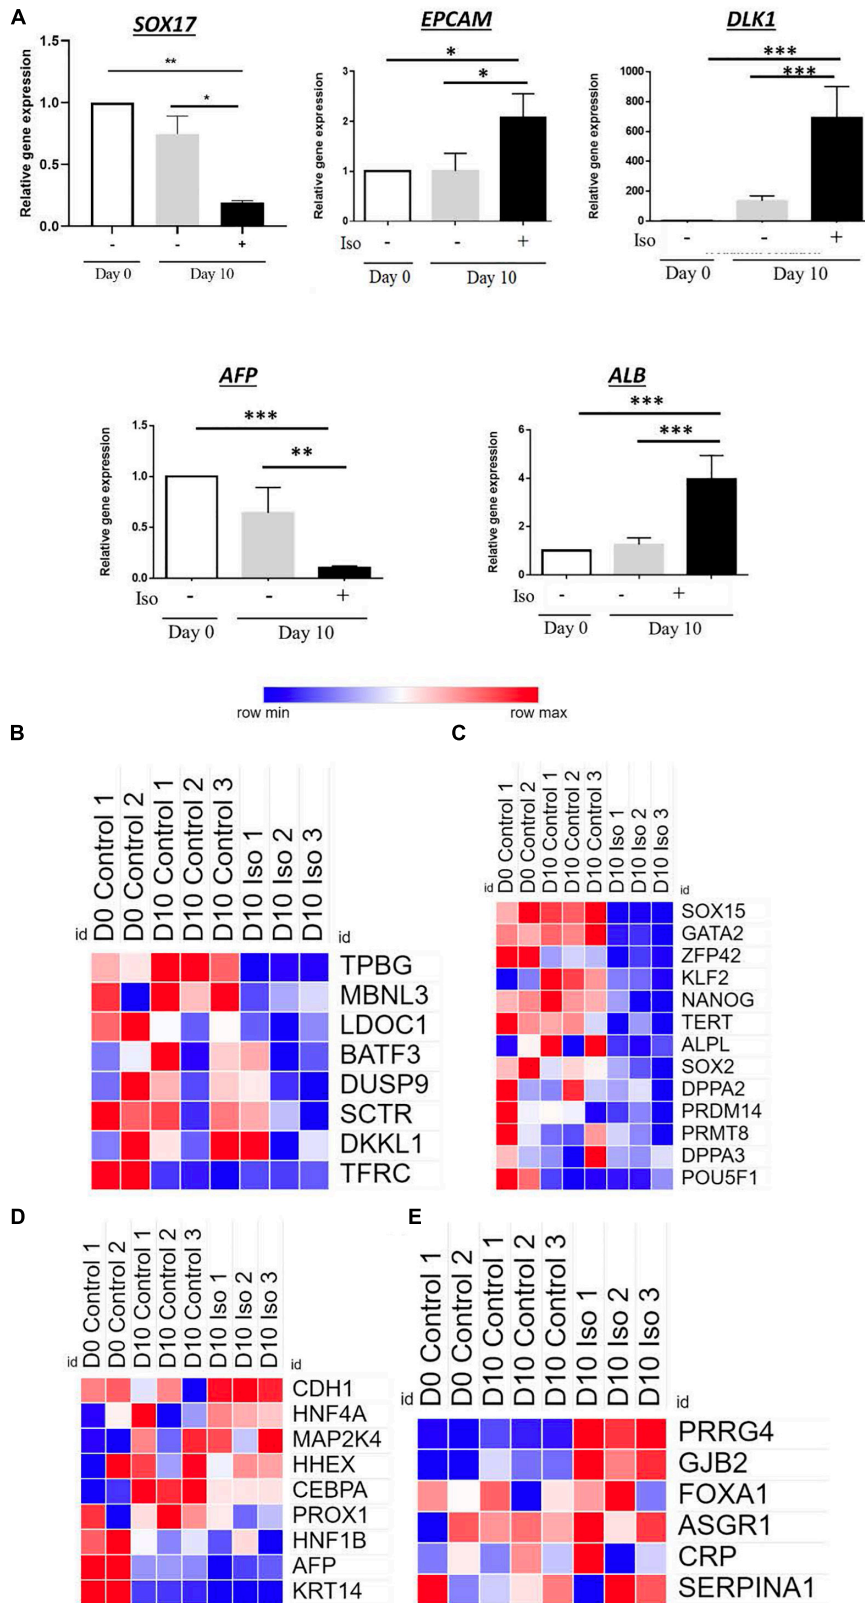 A
SOX17
Relative gene expression
1.5
1.0
0.5
0.0
**
*
- - +
Day 0 Day 10
EPCAM
Relative gene expression
3
2
1
0
*
*
Iso - - +
Day 0 Day 10
DLK1
Relative gene expression
1000
800
600
400
200
0
***
***
Iso - - +
Day 0 Day 10
AFP
Relative gene expression
1.5
1.0
0.5
0.0
***
**
Iso - - +
Day 0 Day 10
ALB
Relative gene expression
6
4
2
0
***
***
Iso - - +
Day 0 Day 10
row min row max
B
id D0 Control 1 D0 Control 2 D10 Control 1 D10 Control 2 D10 Control 3 D10 Iso 1 D10 Iso 2 D10 Iso 3 id
TPBG
MBNL3
LDOC1
BATF3
DUSP9
SCTR
DKKL1
TFRC
C
id D0 Control 1 D0 Control 2 D10 Control 1 D10 Control 2 D10 Control 3 D10 Iso 1 D10 Iso 2 D10 Iso 3 id
SOX15
GATA2
ZFP42
KLF2
NANOG
TERT
ALPL
SOX2
DPPA2
PRDM14
PRMT8
DPPA3
POU5F1
D
id D0 Control 1 D0 Control 2 D10 Control 1 D10 Control 2 D10 Control 3 D10 Iso 1 D10 Iso 2 D10 Iso 3 id
CDH1
HNF4A
MAP2K4
HHEX
CEBPA
PROX1
HNF1B
AFP
KRT14
E
id D0 Control 1 D0 Control 2 D10 Control 1 D10 Control 2 D10 Control 3 D10 Iso 1 D10 Iso 2 D10 Iso 3 id
PRRG4
GJB2
FOXA1
ASGR1
CRP
SERPINA1